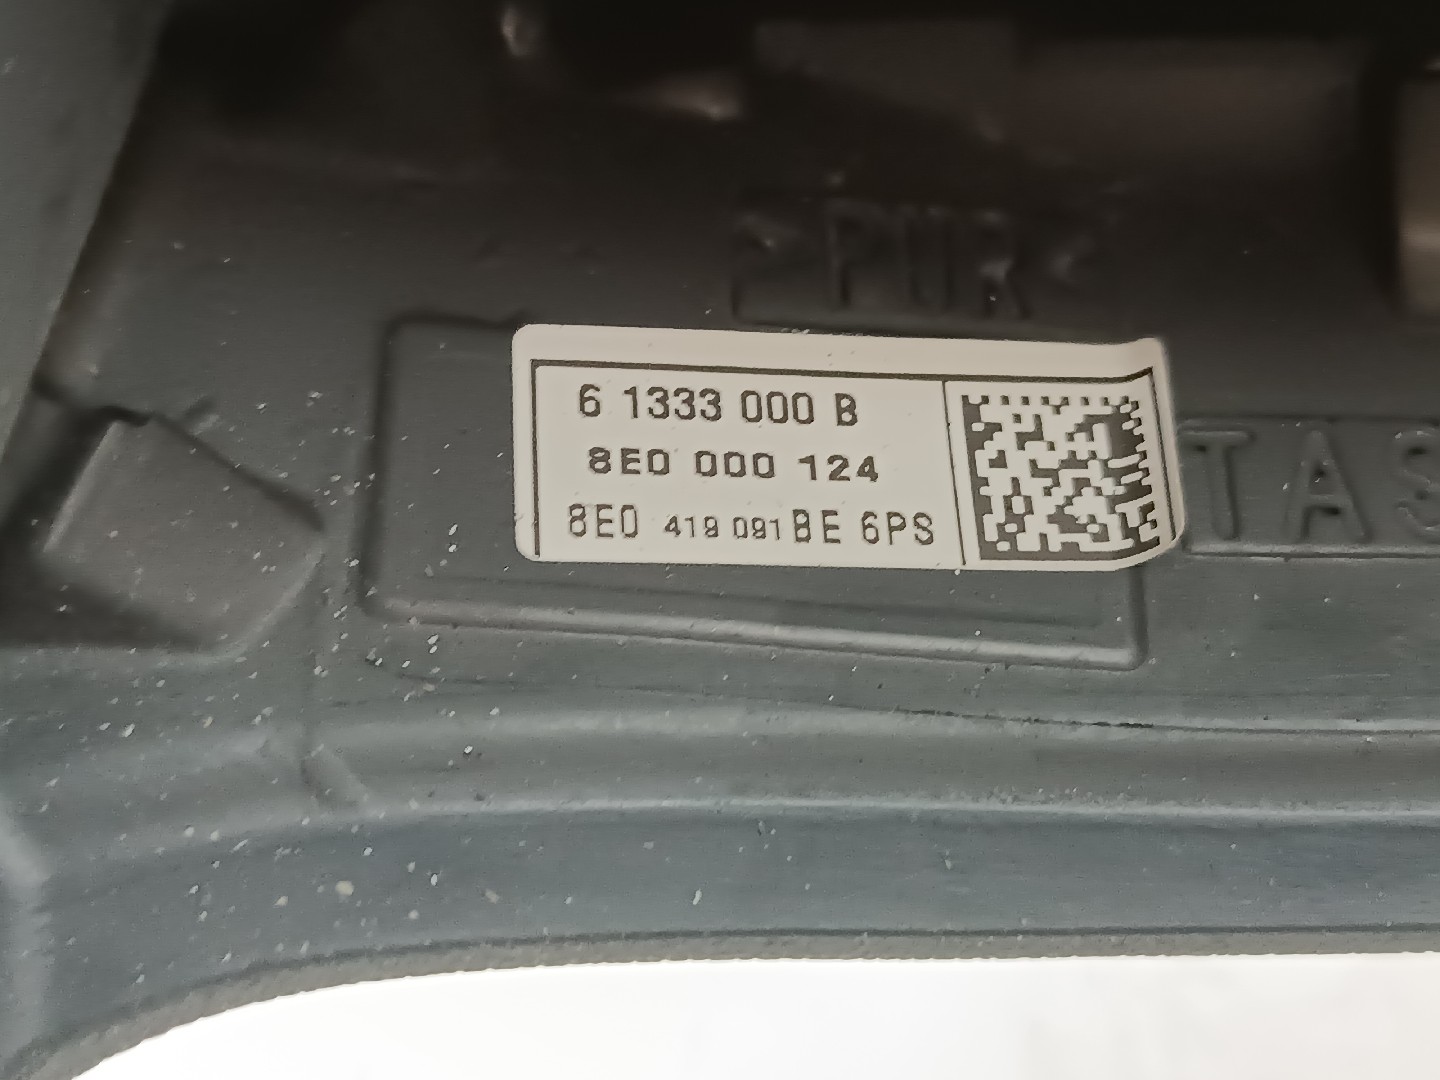 >PUR<
6 1333 000 B
8E0 000 124
8E0 419 091 BE 6PS
TAS